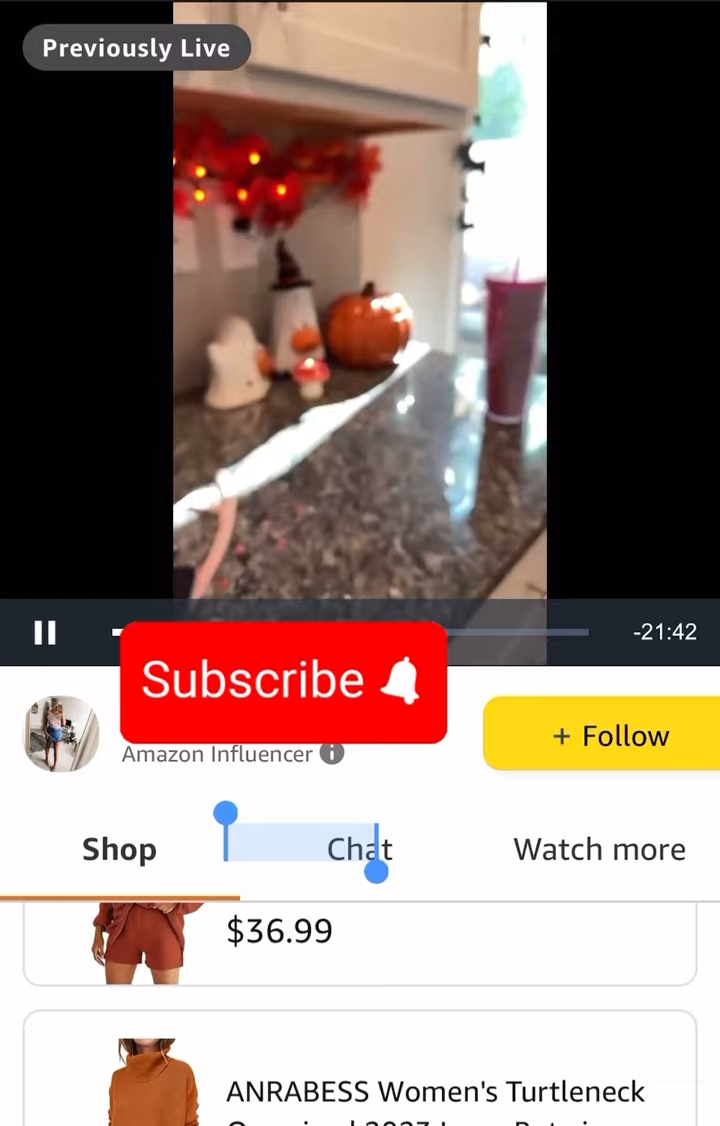 Previously Live
-21:42
Subscribe
Amazon Influencer
+ Follow
Shop
Chat
Watch more
$36.99
ANRABESS Women's Turtleneck